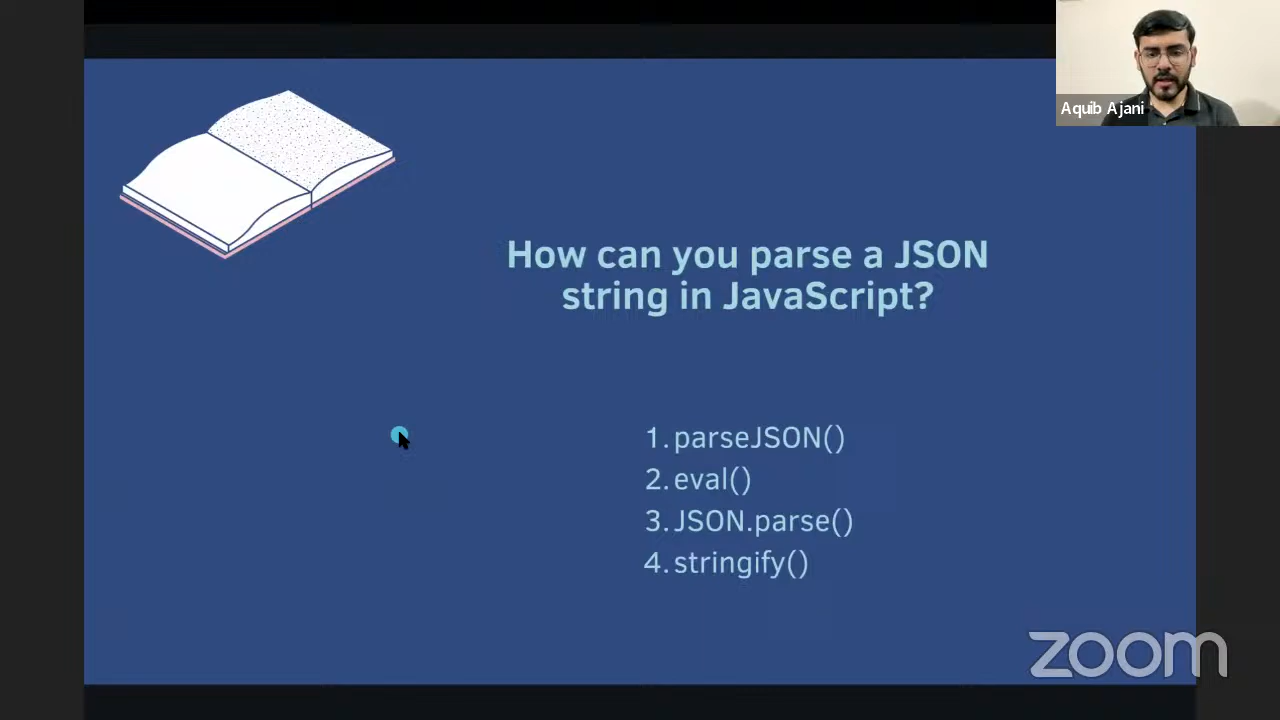 Aquib Ajani
How can you parse a JSON
string in JavaScript?
1. parseJSON()
2. eval()
3. JSON.parse()
4. stringify()
zoom